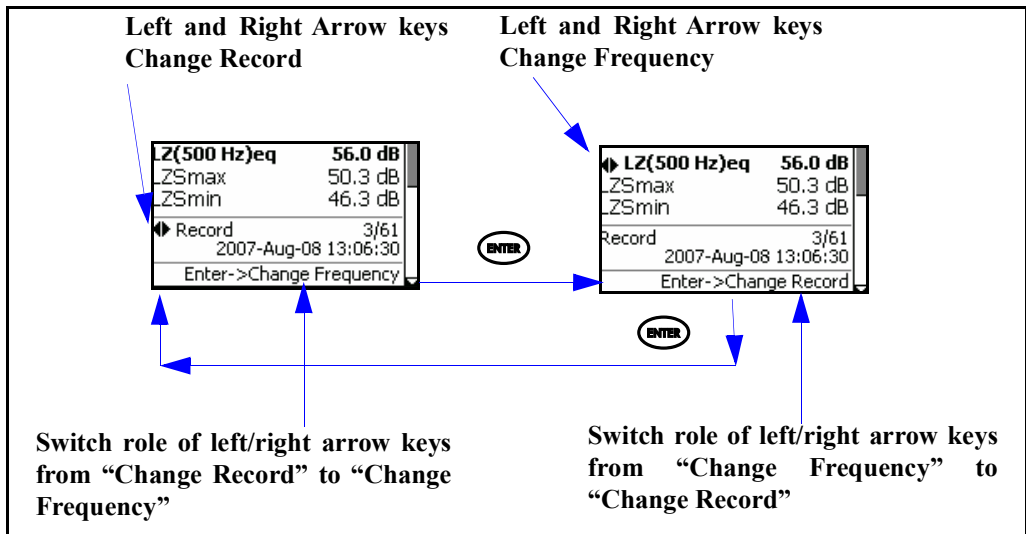 Left and Right Arrow keys
Change Record
Left and Right Arrow keys
Change Frequency
LZ(500 Hz)eq 56.0 dB
LZSmax 50.3 dB
LZSmin 46.3 dB
Record 3/61
2007-Aug-08 13:06:30
Enter->Change Frequency
ENTER
LZ(500 Hz)eq 56.0 dB
LZSmax 50.3 dB
LZSmin 46.3 dB
Record 3/61
2007-Aug-08 13:06:30
Enter->Change Record
ENTER
Switch role of left/right arrow keys
from “Change Record” to “Change
Frequency”
Switch role of left/right arrow keys
from “Change Frequency” to
“Change Record”